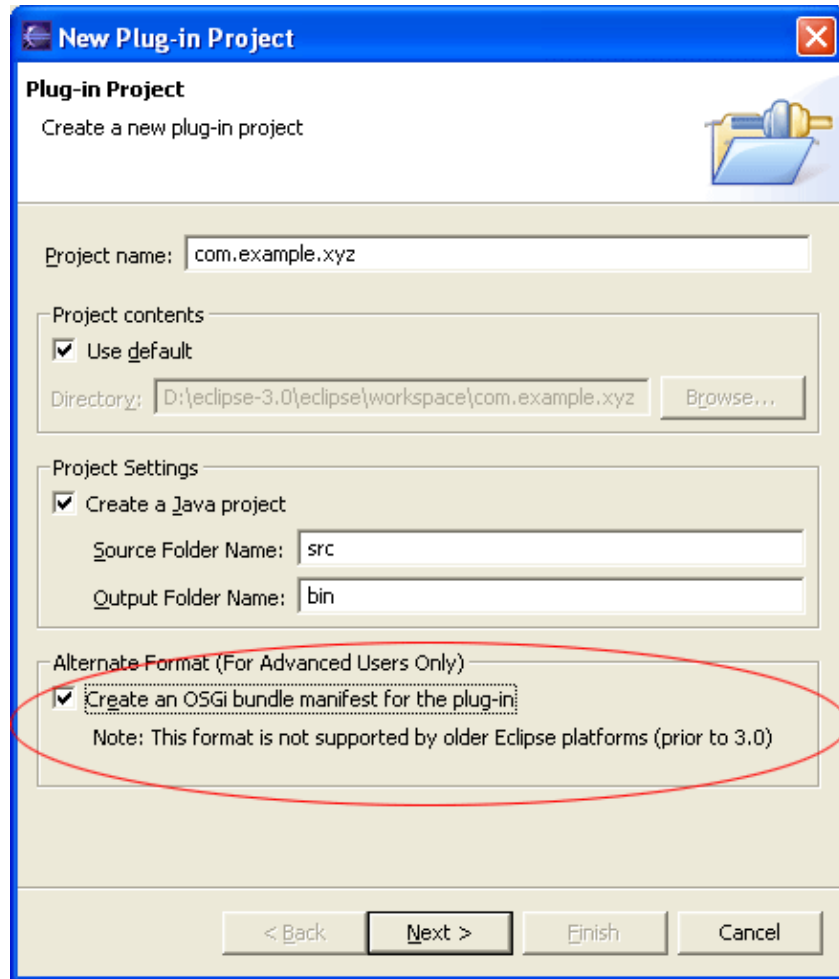 New Plug-in Project
Plug-in Project
Create a new plug-in project
Project name: com.example.xyz
Project contents
Use default
Directory: D:\eclipse-3.0\eclipse\workspace\com.example.xyz Browse...
Project Settings
Create a Java project
Source Folder Name: src
Output Folder Name: bin
Alternate Format (For Advanced Users Only)
Create an OSGi bundle manifest for the plug-in
Note: This format is not supported by older Eclipse platforms (prior to 3.0)
< Back Next > Finish Cancel